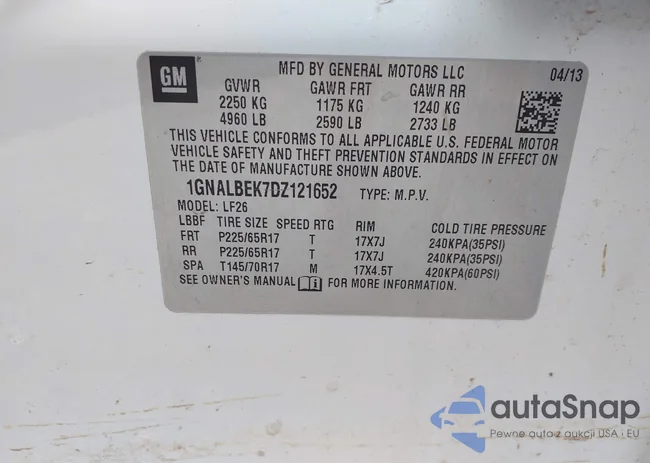 GM
MFD BY GENERAL MOTORS LLC 04/13
GVWR GAWR FRT GAWR RR
2250 KG 1175 KG 1240 KG
4960 LB 2590 LB 2733 LB
THIS VEHICLE CONFORMS TO ALL APPLICABLE U.S. FEDERAL MOTOR
VEHICLE SAFETY AND THEFT PREVENTION STANDARDS IN EFFECT ON
THE DATE OF MANUFACTURE SHOWN ABOVE.
1GNALBEK7DZ121652 TYPE: M.P.V.
MODEL: LF26
LBBF TIRE SIZE SPEED RTG RIM COLD TIRE PRESSURE
FRT P225/65R17 T 17X7J 240KPA(35PSI)
RR P225/65R17 T 17X7J 240KPA(35PSI)
SPA T145/70R17 M 17X4.5T 420KPA(60PSI)
SEE OWNER'S MANUAL FOR MORE INFORMATION.
autaSnap
Pewne auta z aukcji USA i EU